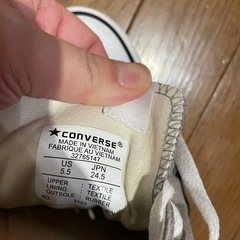 ★CONVERSE®
MADE IN VIETNAM
FABRIQUE AU VIETNAM
32785147
US JPN
5.5 24.5
UPPER : TEXTILE
LINING : TEXTILE
OUTSOLE : RUBBER